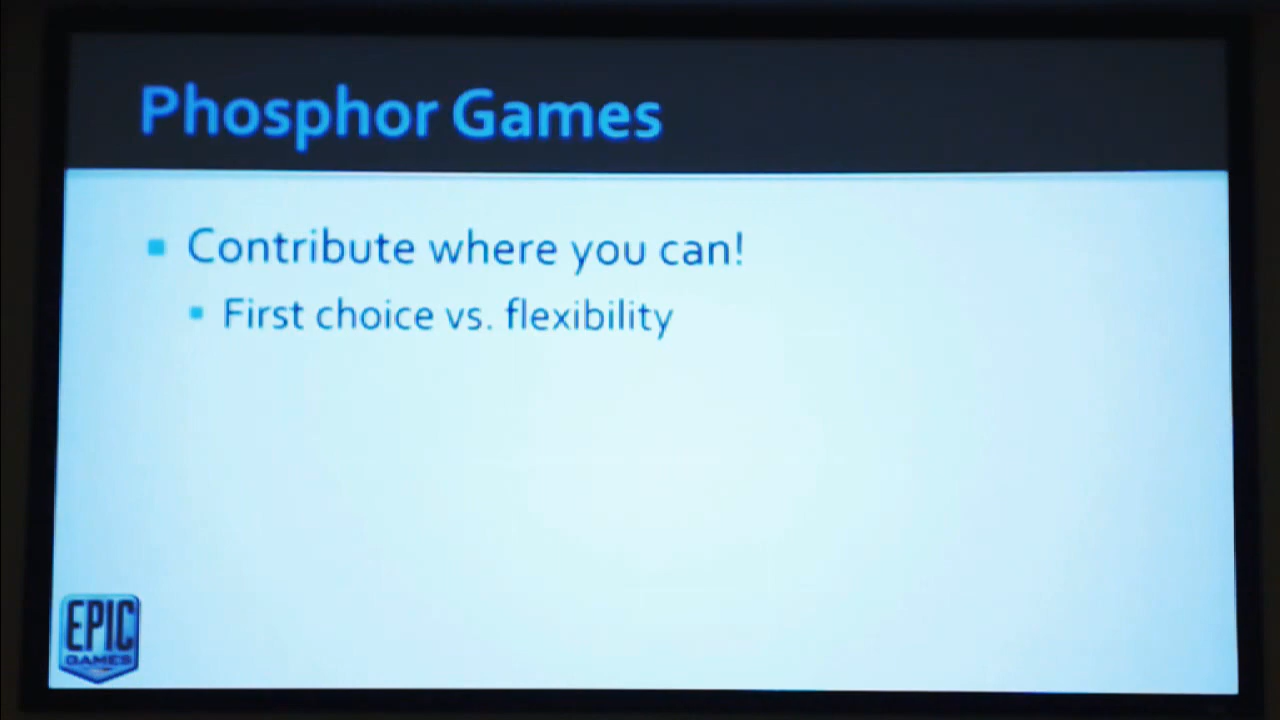 Phosphor Games
Contribute where you can!
First choice vs. flexibility
EPIC
GAMES